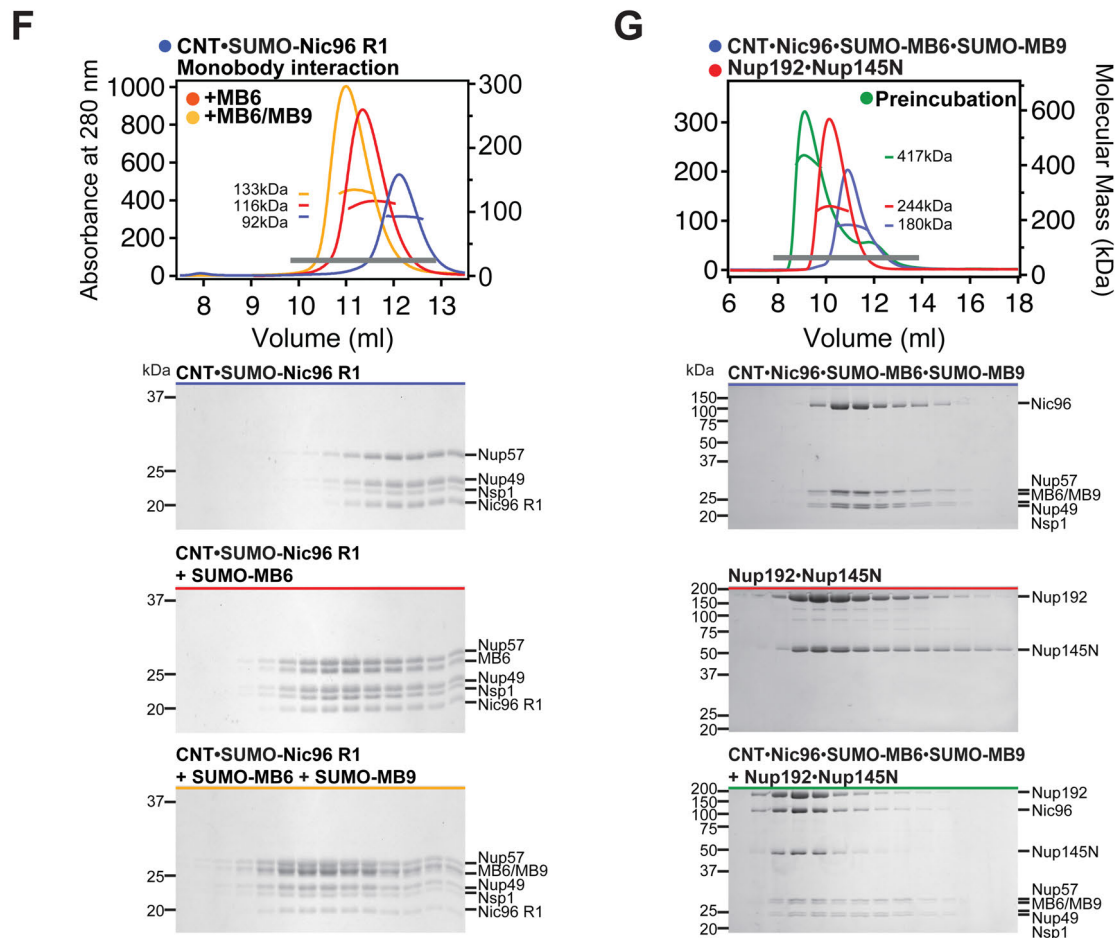 F
CNT•SUMO-Nic96 R1
Monobody interaction
+MB6
+MB6/MB9
Absorbance at 280 nm
1000
800
600
400
200
0
300
200
100
0
133kDa
116kDa
92kDa
8 9 10 11 12 13
Volume (ml)
kDa
CNT•SUMO-Nic96 R1
37
25
20
Nup57
Nup49
Nsp1
Nic96 R1
CNT•SUMO-Nic96 R1
+ SUMO-MB6
37
25
20
Nup57
MB6
Nup49
Nsp1
Nic96 R1
CNT•SUMO-Nic96 R1
+ SUMO-MB6 + SUMO-MB9
37
25
20
Nup57
MB6/MB9
Nup49
Nsp1
Nic96 R1
G
CNT•Nic96•SUMO-MB6•SUMO-MB9
Nup192•Nup145N
Preincubation
300
200
100
0
600
400
200
0
Molecular Mass (kDa)
417kDa
244kDa
180kDa
6 8 10 12 14 16 18
Volume (ml)
kDa
CNT•Nic96•SUMO-MB6•SUMO-MB9
150
100
75
50
37
25
20
Nic96
Nup57
MB6/MB9
Nup49
Nsp1
Nup192•Nup145N
200
150
100
75
50
37
25
20
Nup192
Nup145N
CNT•Nic96•SUMO-MB6•SUMO-MB9
+ Nup192•Nup145N
200
150
100
75
50
37
25
20
Nup192
Nic96
Nup145N
Nup57
MB6/MB9
Nup49
Nsp1